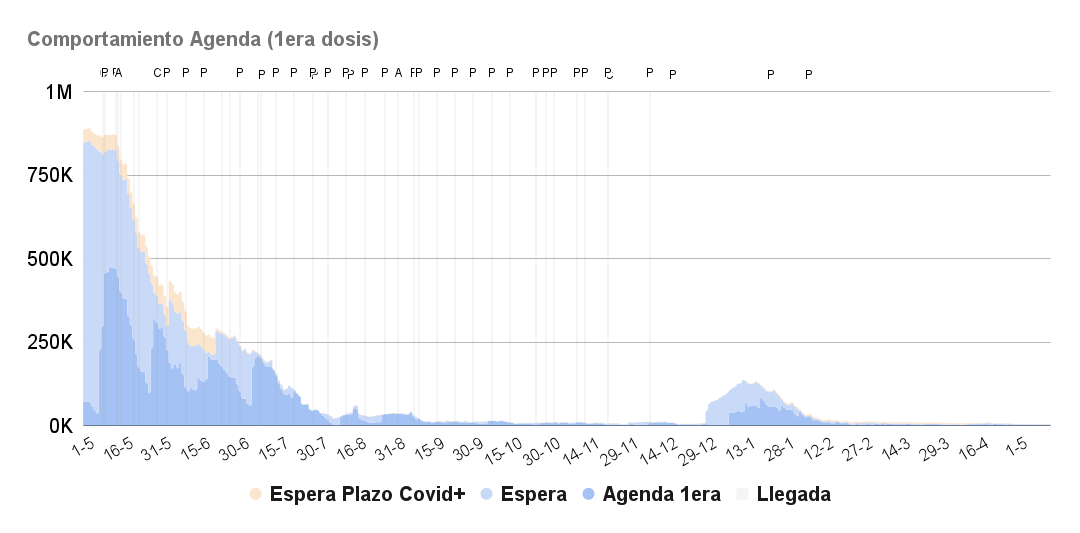 Comportamiento Agenda (1era dosis)
P A C P P P P P P P P P P P A P P P P P P P P P P P P P P P P P
1M
750K
500K
250K
0K
1-5 16-5 31-5 15-6 30-6 15-7 30-7 16-8 31-8 15-9 30-9 15-10 30-10 14-11 29-11 14-12 29-12 13-1 28-1 12-2 27-2 14-3 29-3 16-4 1-5
Espera Plazo Covid+ Espera Agenda 1era Llegada